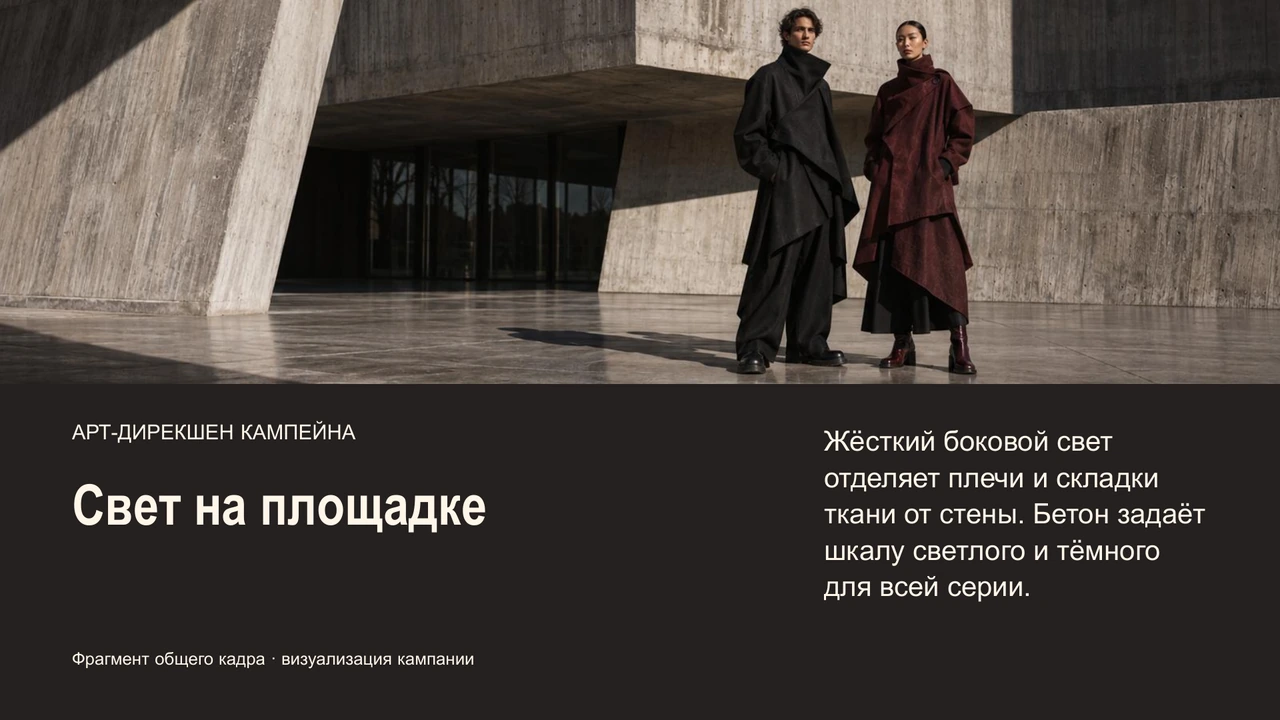 АРТ-ДИРЕКШЕН КАМПЕЙНА
Свет на площадке
Жёсткий боковой свет
отделяет плечи и складки
ткани от стены. Бетон задаёт
шкалу светлого и тёмного
для всей серии.
Фрагмент общего кадра · визуализация кампании